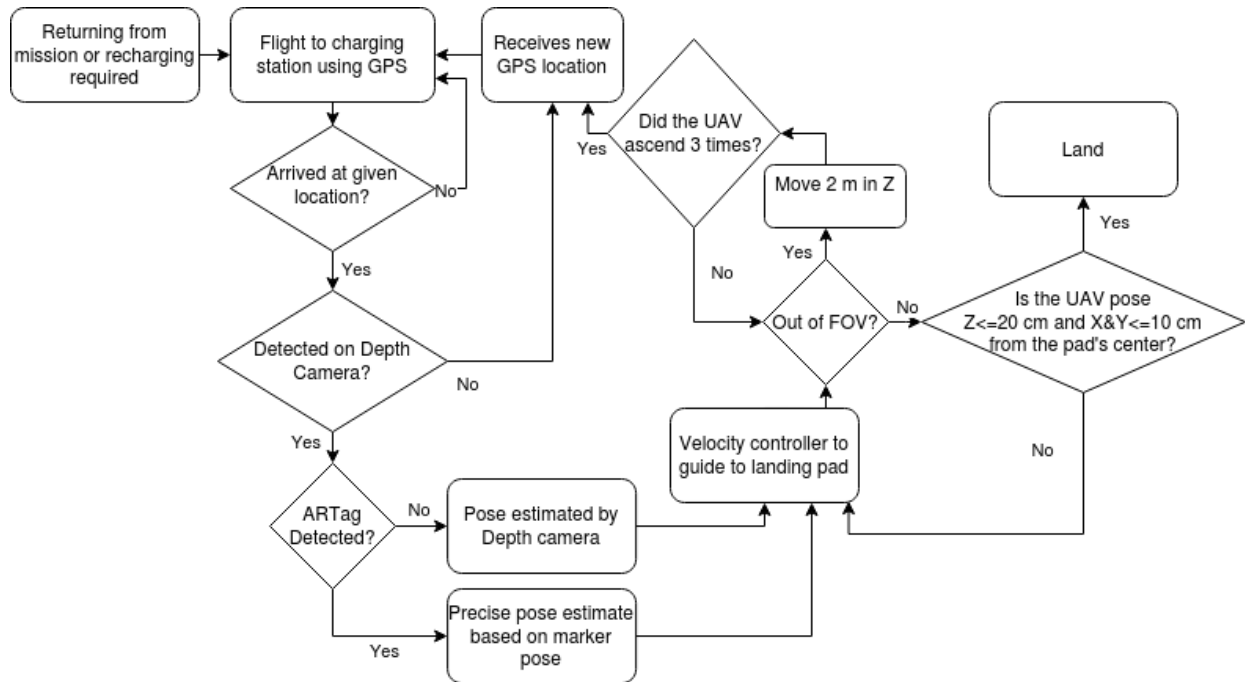 Returning from
mission or recharging
required
Flight to charging
station using GPS
Receives new
GPS location
Did the UAV
ascend 3 times?
Yes
Land
Arrived at given
location?
No
Move 2 m in Z
Yes
Yes
Yes
No
Out of FOV?
No
Is the UAV pose
Z<=20 cm and X&Y<=10 cm
from the pad's center?
Detected on Depth
Camera?
No
Yes
Velocity controller to
guide to landing pad
No
ARTag
Detected?
No
Pose estimated by
Depth camera
Precise pose estimate
based on marker
pose
Yes